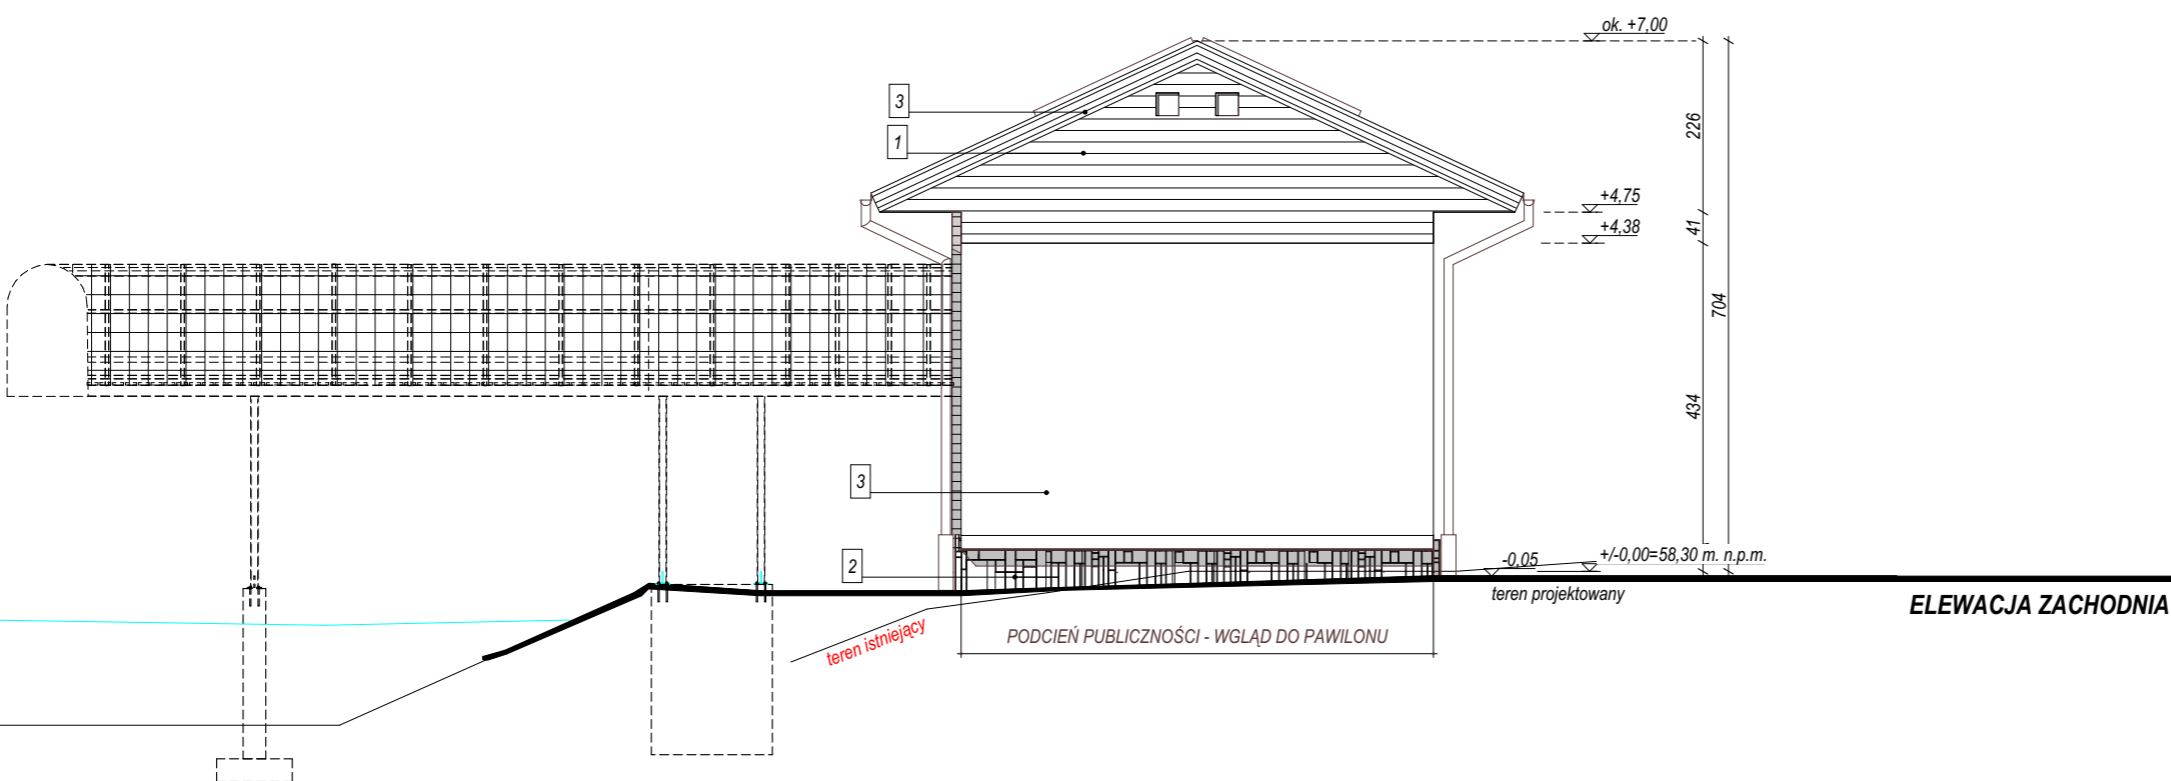 ok. +7,00
3
1
226
+4,75
41
+4,38
704
434
3
2
-0,05
+/-0,00=58,30 m. n.p.m.
teren projektowany
ELEWACJA ZACHODNIA
teren istniejący
PODCIEŃ PUBLICZNOŚCI - WGLĄD DO PAWILONU